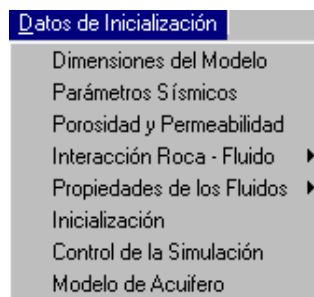 Datos de Inicialización
Dimensiones del Modelo
Parámetros Sísmicos
Porosidad y Permeabilidad
Interacción Roca - Fluido
Propiedades de los Fluidos
Inicialización
Control de la Simulación
Modelo de Acuifero